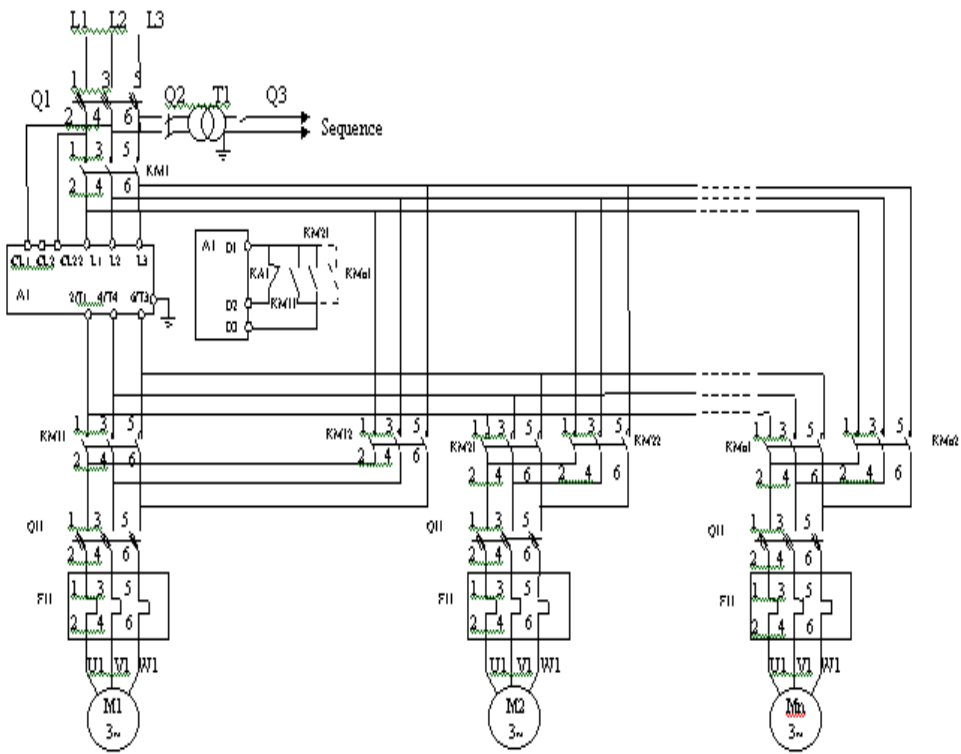 L1 L2 L3
1 3 5
Q1 Q2 T1 Q3
2 4 6
Sequence
1 3 5
KM1
2 4 6
CL1 CL2 CL22 L1 L2 L3
A1
2/T1 4/T4 6/T3
A1 D1
KM21
KA1 KMn1
KM11
D2
D3
1 3 5
KM11
2 4 6
1 3 5
KM12
2 4 6
1 3 5
KM21
2 4 6
1 3 5
KM22
2 4 6
1 3 5
KMn1
2 4 6
1 3 5
KMn2
2 4 6
1 3 5
Q11
2 4 6
1 3 5
Q11
2 4 6
1 3 5
Q11
2 4 6
1 3 5
F11
2 4 6
1 3 5
F11
2 4 6
1 3 5
F11
2 4 6
U1 V1 W1
U1 V1 W1
U1 V1 W1
M1
3~
M2
3~
Mn
3~